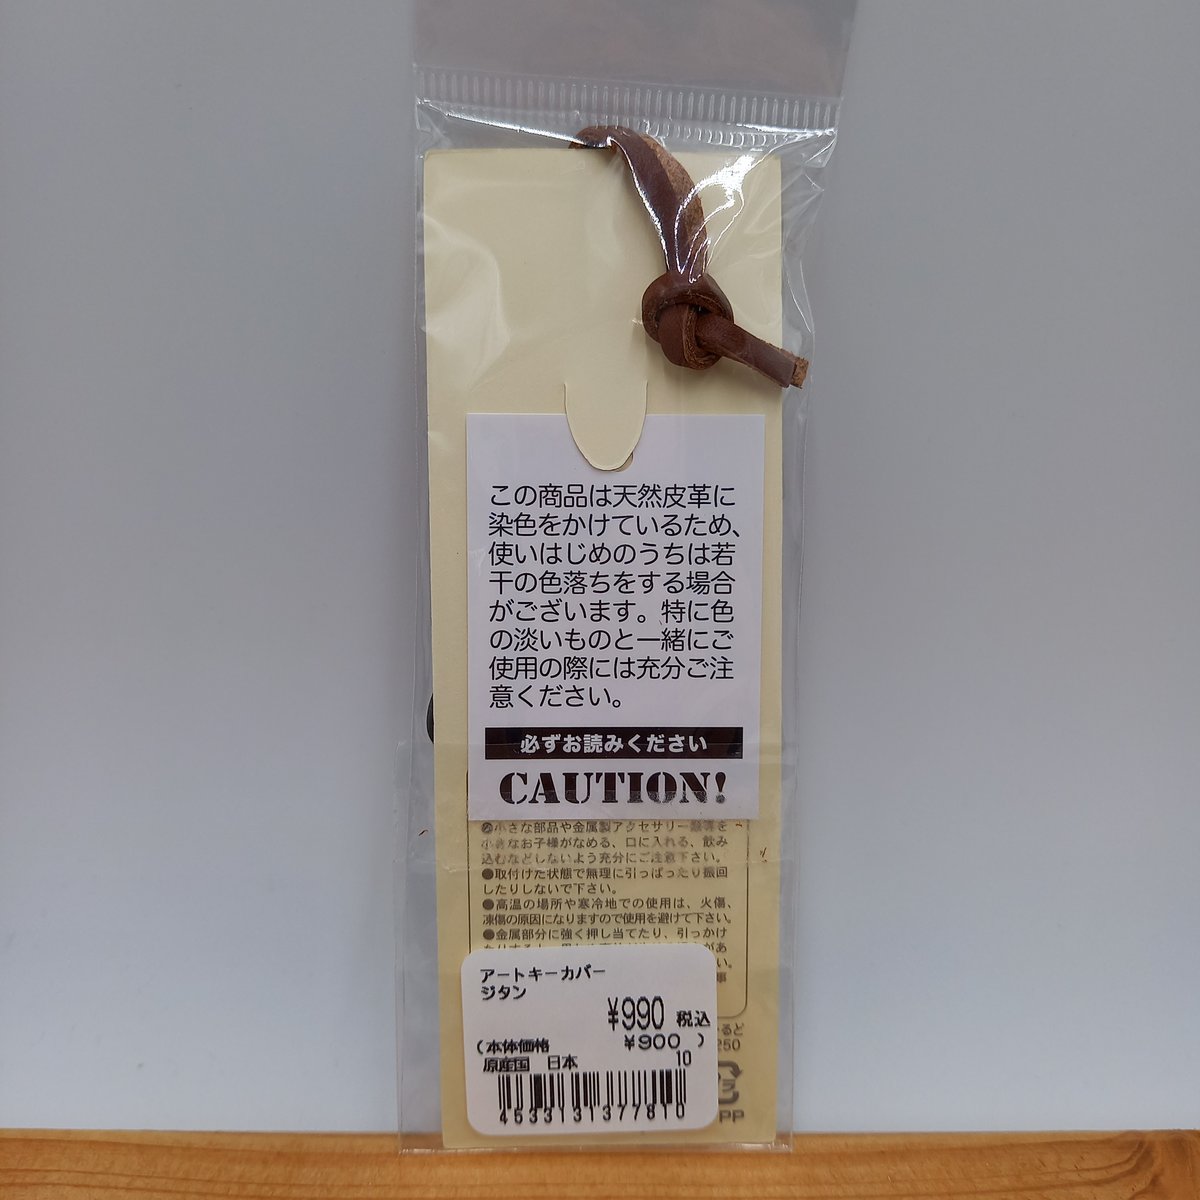 この商品は天然皮革に
染色をかけているため、
使いはじめのうちは若
干の色落ちをする場合
がございます。特に色
の淡いものと一緒にご
使用の際には充分ご注
意ください。
必ずお読みください
CAUTION!
小さな部品や金属製アクセサリー
小さなお子様がなめる、口に入れる、飲み
込むなどしないよう充分にご注意下さい。
●取付けた状態で無理に引っぱったり振回
したりしないで下さい。
●高温の場所や寒冷地での使用は、火傷、
凍傷の原因になりますので使用を避けて下さい。
●金属部分に強く押し当てたり、引っかけ
アートキーカバー
ジタン
¥990 税込
(本体価格 ¥900 )
原産国 日本 10
4533131377810
るど
250
プラ
PP